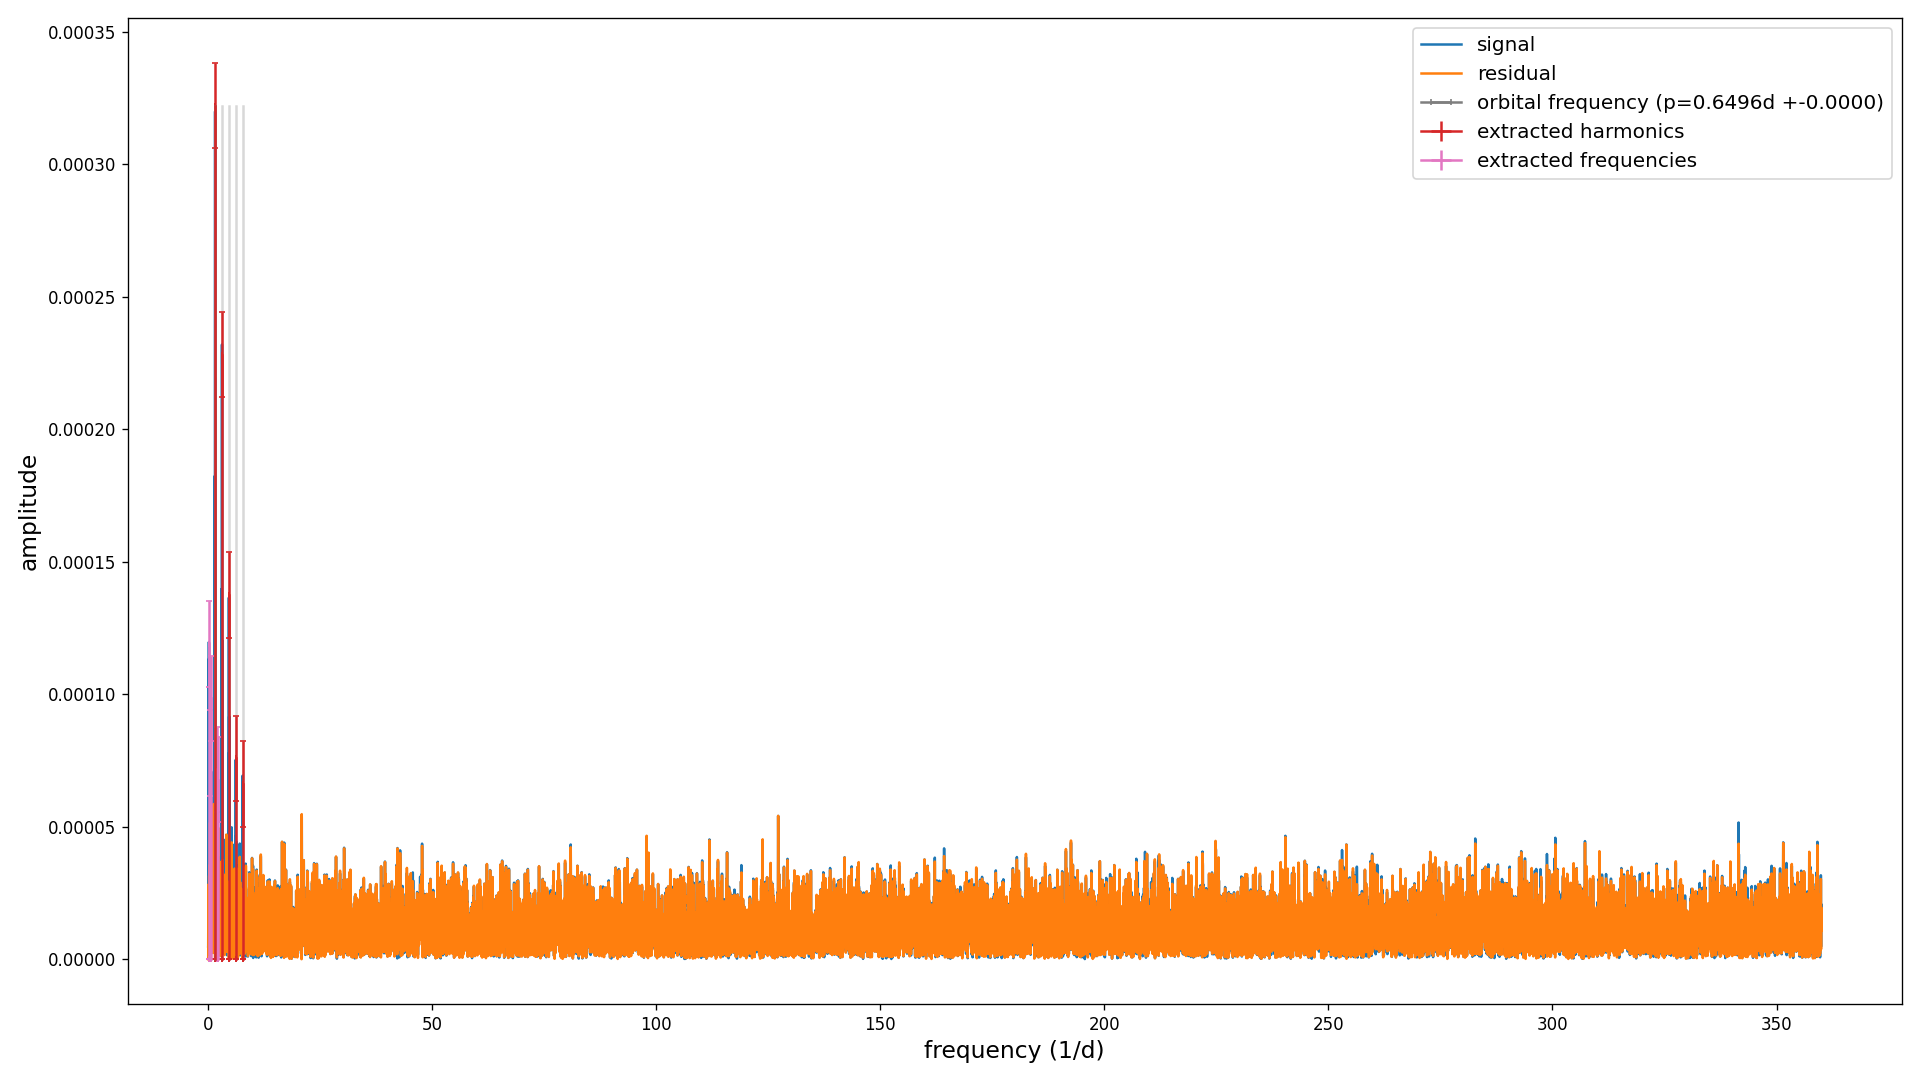 0.00035
0.00030
0.00025
0.00020
0.00015
0.00010
0.00005
0.00000
amplitude
0 50 100 150 200 250 300 350
frequency (1/d)
signal
residual
orbital frequency (p=0.6496d +-0.0000)
extracted harmonics
extracted frequencies